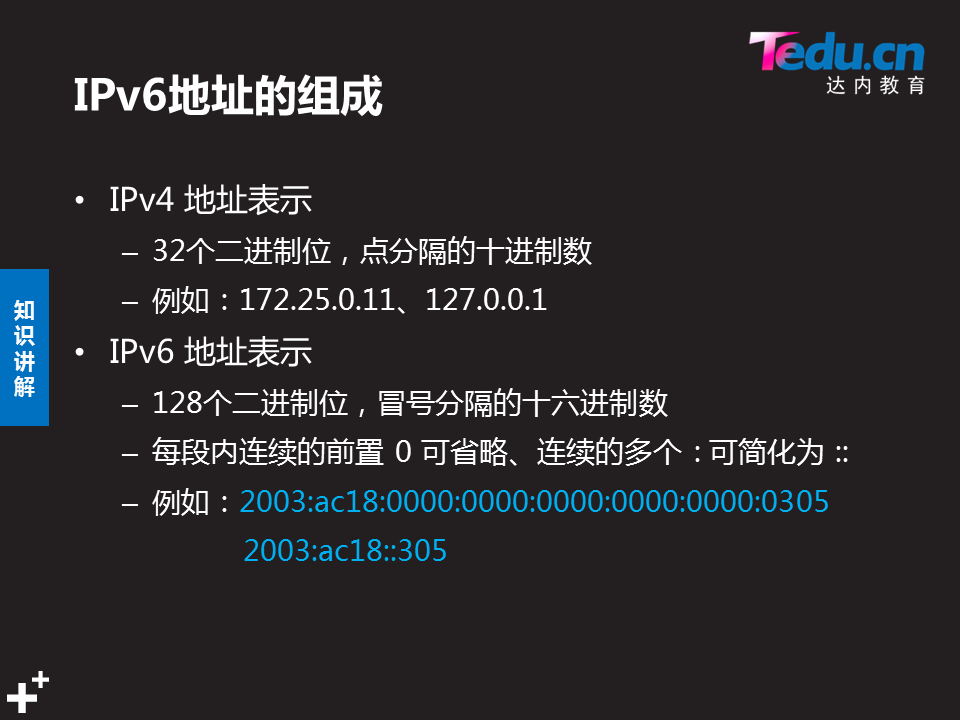 Tedu.cn
达内教育
IPv6地址的组成
• IPv4 地址表示
– 32个二进制位，点分隔的十进制数
– 例如：172.25.0.11、127.0.0.1
• IPv6 地址表示
– 128个二进制位，冒号分隔的十六进制数
– 每段内连续的前置 0 可省略、连续的多个 : 可简化为 ::
– 例如：2003:ac18:0000:0000:0000:0000:0000:0305
2003:ac18::305
知识讲解